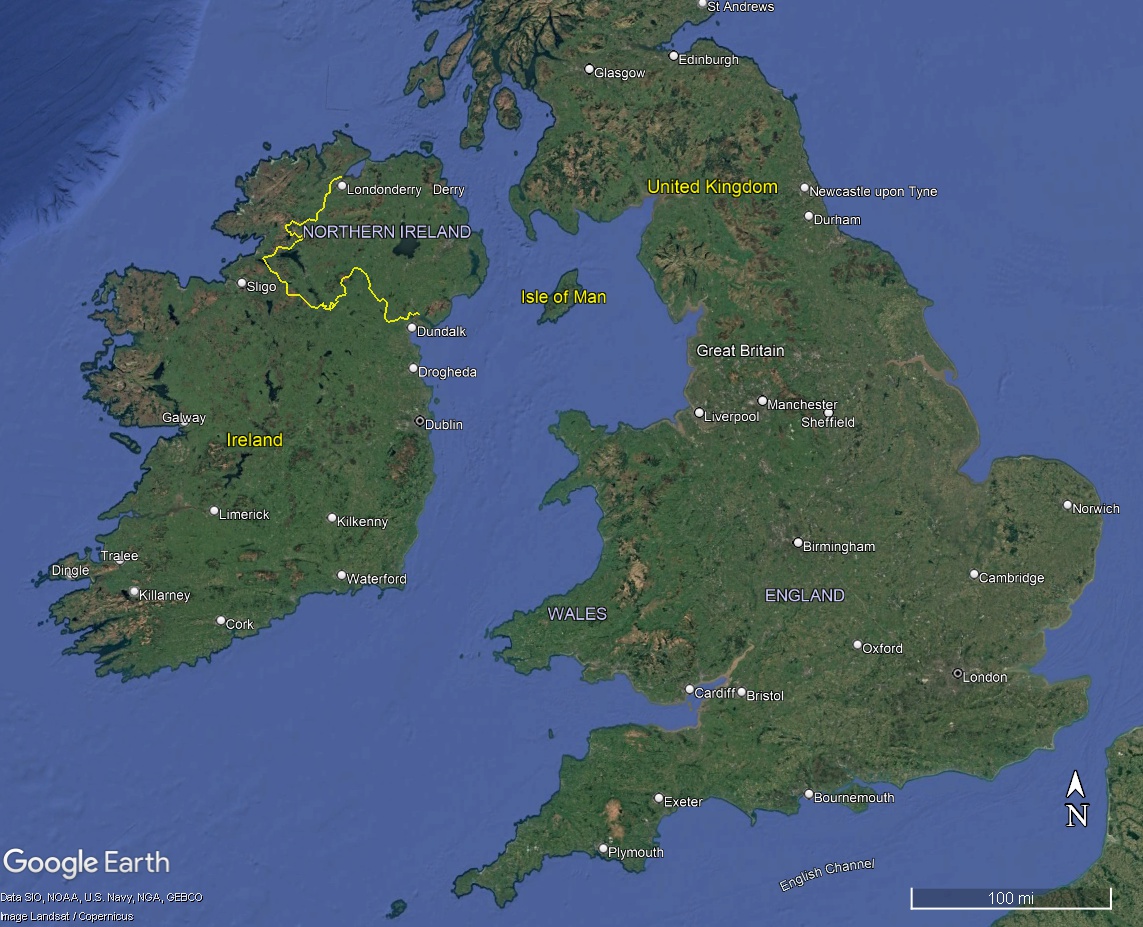 St Andrews
Edinburgh
Glasgow
United Kingdom
Londonderry Derry
Newcastle upon Tyne
Durham
NORTHERN IRELAND
Sligo
Isle of Man
Dundalk
Great Britain
Drogheda
Manchester
Liverpool
Sheffield
Galway
Dublin
Ireland
Norwich
Limerick
Kilkenny
Birmingham
Tralee
Dingle
Waterford
Cambridge
Killarney
ENGLAND
WALES
Cork
Oxford
London
Cardiff
Bristol
Exeter
Bournemouth
N
Plymouth
English Channel
Google Earth
Data SIO, NOAA, U.S. Navy, NGA, GEBCO
Image Landsat / Copernicus
100 mi